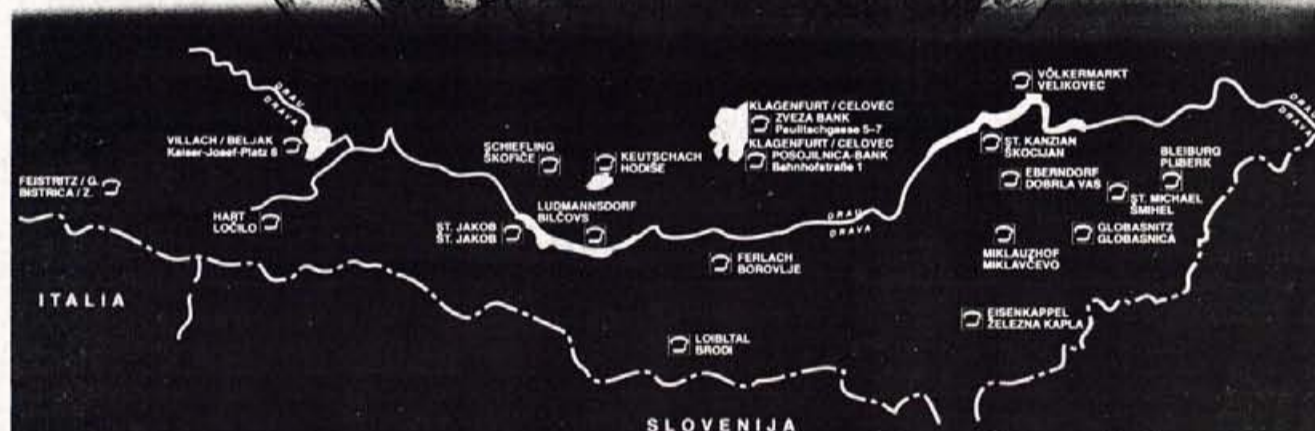 DRAU
DRAVA
VILLACH / BELJAK
Kaiser-Josef-Platz 6
FEISTRITZ / G.
BISTRICA / Z.
HART
LOČILO
ITALIA
SCHIEFLING
ŠKOFIČE
KEUTSCHACH
HODIŠE
LUDMANNSDORF
BILČOVS
ST. JAKOB
ŠT. JAKOB
KLAGENFURT / CELOVEC
ZVEZA BANK
Paulitschgasse 5-7
KLAGENFURT / CELOVEC
POSOJILNICA-BANK
Bahnhofstraße 1
FERLACH
BOROVLJE
LOIBLTAL
BRODI
DRAU
DRAVA
VÖLKERMARKT
VELIKOVEC
ST. KANZIAN
ŠKOCIJAN
EBERNDORF
DOBRLA VAS
BLEIBURG
PLIBERK
ST. MICHAEL
ŠMIHEL
MIKLAUZHOF
MIKLAVČEVO
GLOBASNITZ
GLOBASNICA
EISENKAPPEL
ŽELEZNA KAPLA
DRAU
DRAVA
SLOVENIJA